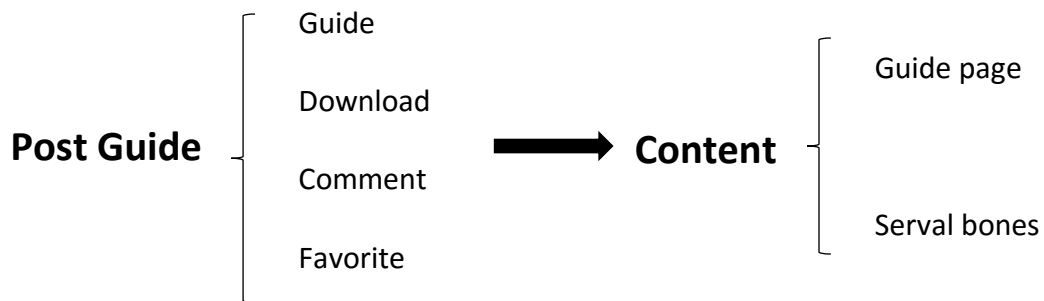 Post Guide
Guide
Download
Comment
Favorite
Content
Guide page
Serval bones